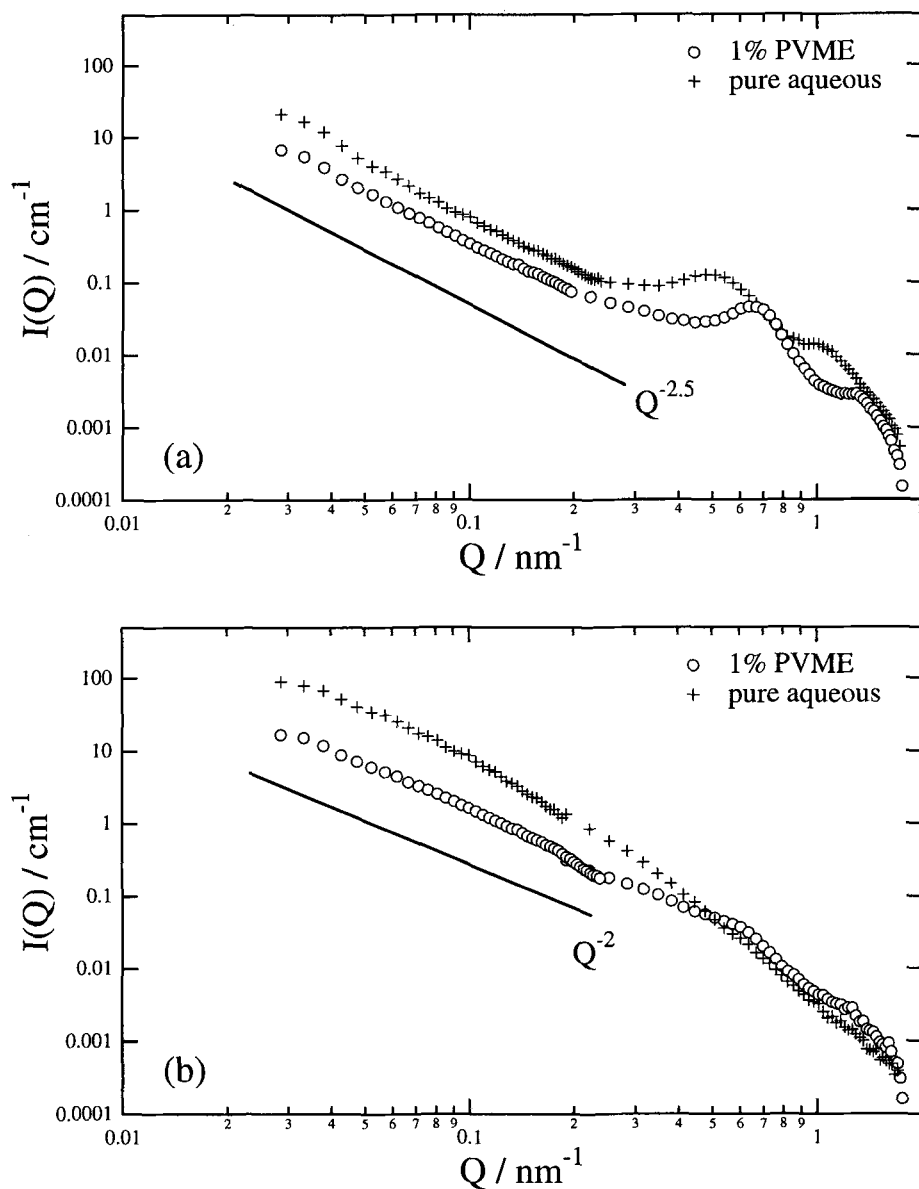 1% PVME
pure aqueous
100
10
1
0.1
0.01
0.001
0.0001
I(Q) / cm⁻¹
Q⁻²·⁵
(a)
0.01 2 3 4 5 6 7 8 9 0.1 2 3 4 5 6 7 8 9 1
Q / nm⁻¹
1% PVME
pure aqueous
100
10
1
0.1
0.01
0.001
0.0001
I(Q) / cm⁻¹
Q⁻²
(b)
0.01 2 3 4 5 6 7 8 9 0.1 2 3 4 5 6 7 8 9 1
Q / nm⁻¹